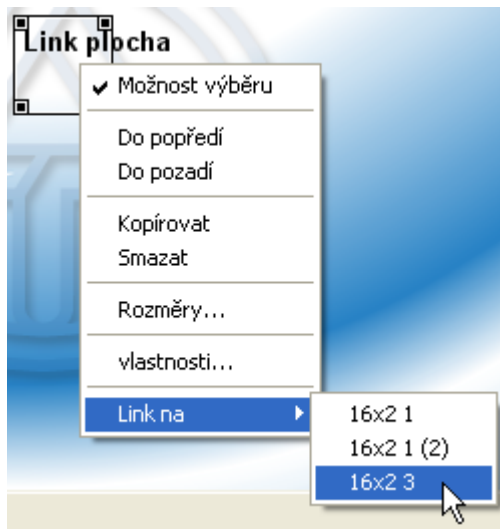 Link plocha
Možnost výběru
Do popředí
Do pozadí
Kopírovat
Smazat
Rozměry...
vlastnosti...
Link na
16x2 1
16x2 1 (2)
16x2 3